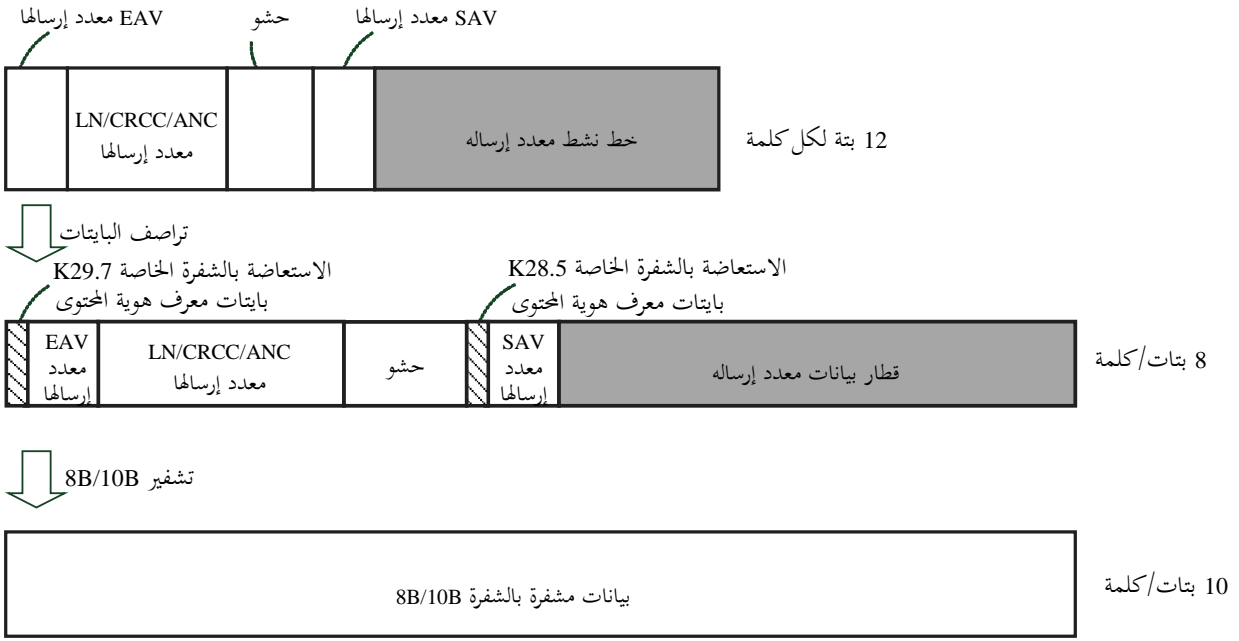 EAV معدد إرسالها
حشو
SAV معدد إرسالها
LN/CRCC/ANC
معدد إرسالها
خط نشط معدد إرساله
12 بتة لكل كلمة
تراصف البايتات
الاستعاضة بالشفرة الخاصة K29.7
بايتات معرف هوية المحتوى
الاستعاضة بالشفرة الخاصة K28.5
بايتات معرف هوية المحتوى
EAV
معدد
إرسالها
LN/CRCC/ANC
معدد إرسالها
حشو
SAV
معدد
إرسالها
قطار بيانات معدد إرساله
8 بتات/كلمة
تشفير 8B/10B
بيانات مشفرة بالشفرة 8B/10B
10 بتات/كلمة